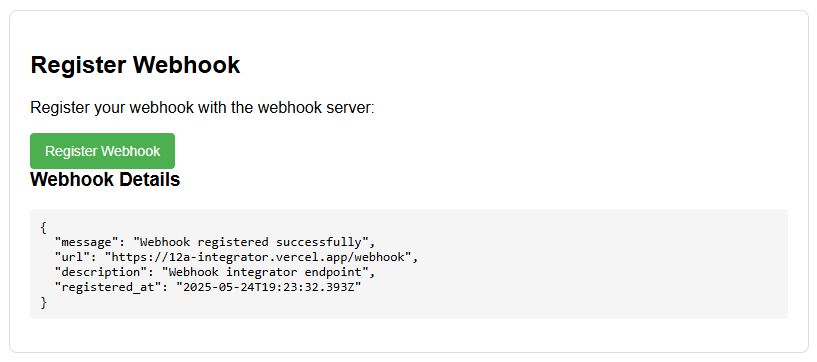 Register Webhook
Register your webhook with the webhook server:
Register Webhook
Webhook Details
{
  "message": "Webhook registered successfully",
  "url": "https://12a-integrator.vercel.app/webhook",
  "description": "Webhook integrator endpoint",
  "registered_at": "2025-05-24T19:23:32.393Z"
}